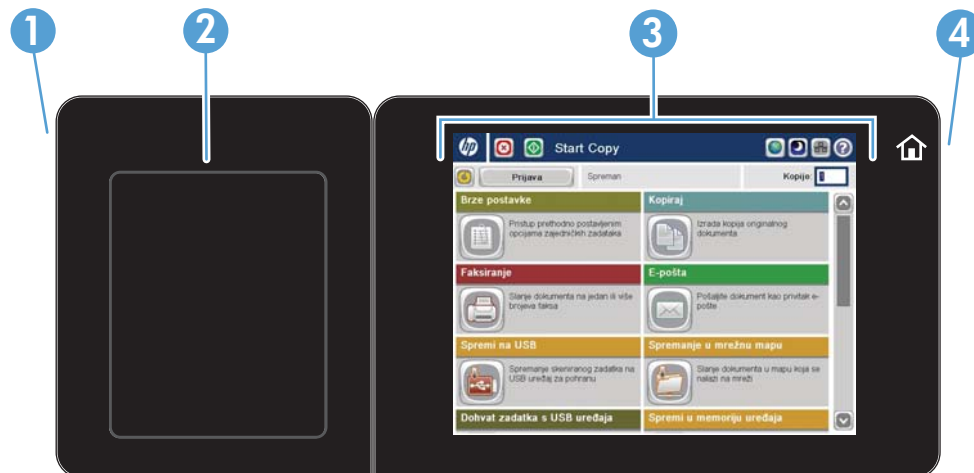 1
2
3
4
hp
Start Copy
?
Prijava
Spreman
Kopije:
1
Brze postavke
Pristup prethodno postavljenim
opcijama zajedničkih zadataka
Kopiraj
Izrada kopija originalnog
dokumenta
Faksiranje
Slanje dokumenta na jedan ili više
brojeva faksa
E-pošta
Pošaljite dokument kao privitak e-
pošte
Spremi na USB
Spremanje skeniranog zadatka na
USB uređaj za pohranu
Spremanje u mrežnu mapu
Slanje dokumenta u mapu koja se
nalazi na mreži
Dohvat zadatka s USB uređaja
Spremi u memoriju uređaja